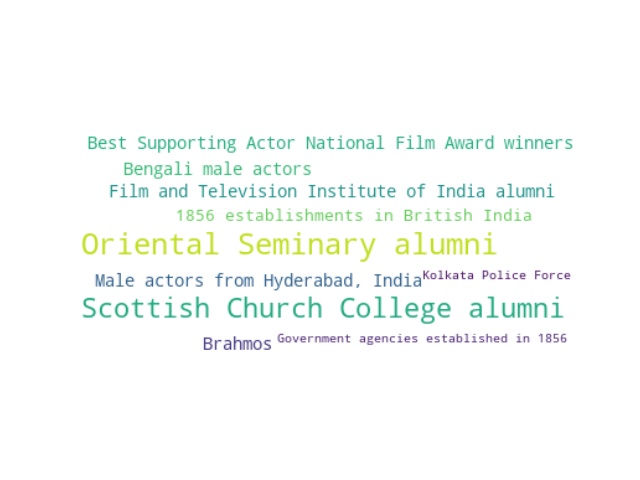 Best Supporting Actor National Film Award winners
Bengali male actors
Film and Television Institute of India alumni
1856 establishments in British India
Oriental Seminary alumni
Male actors from Hyderabad, India
Kolkata Police Force
Scottish Church College alumni
Brahmos
Government agencies established in 1856